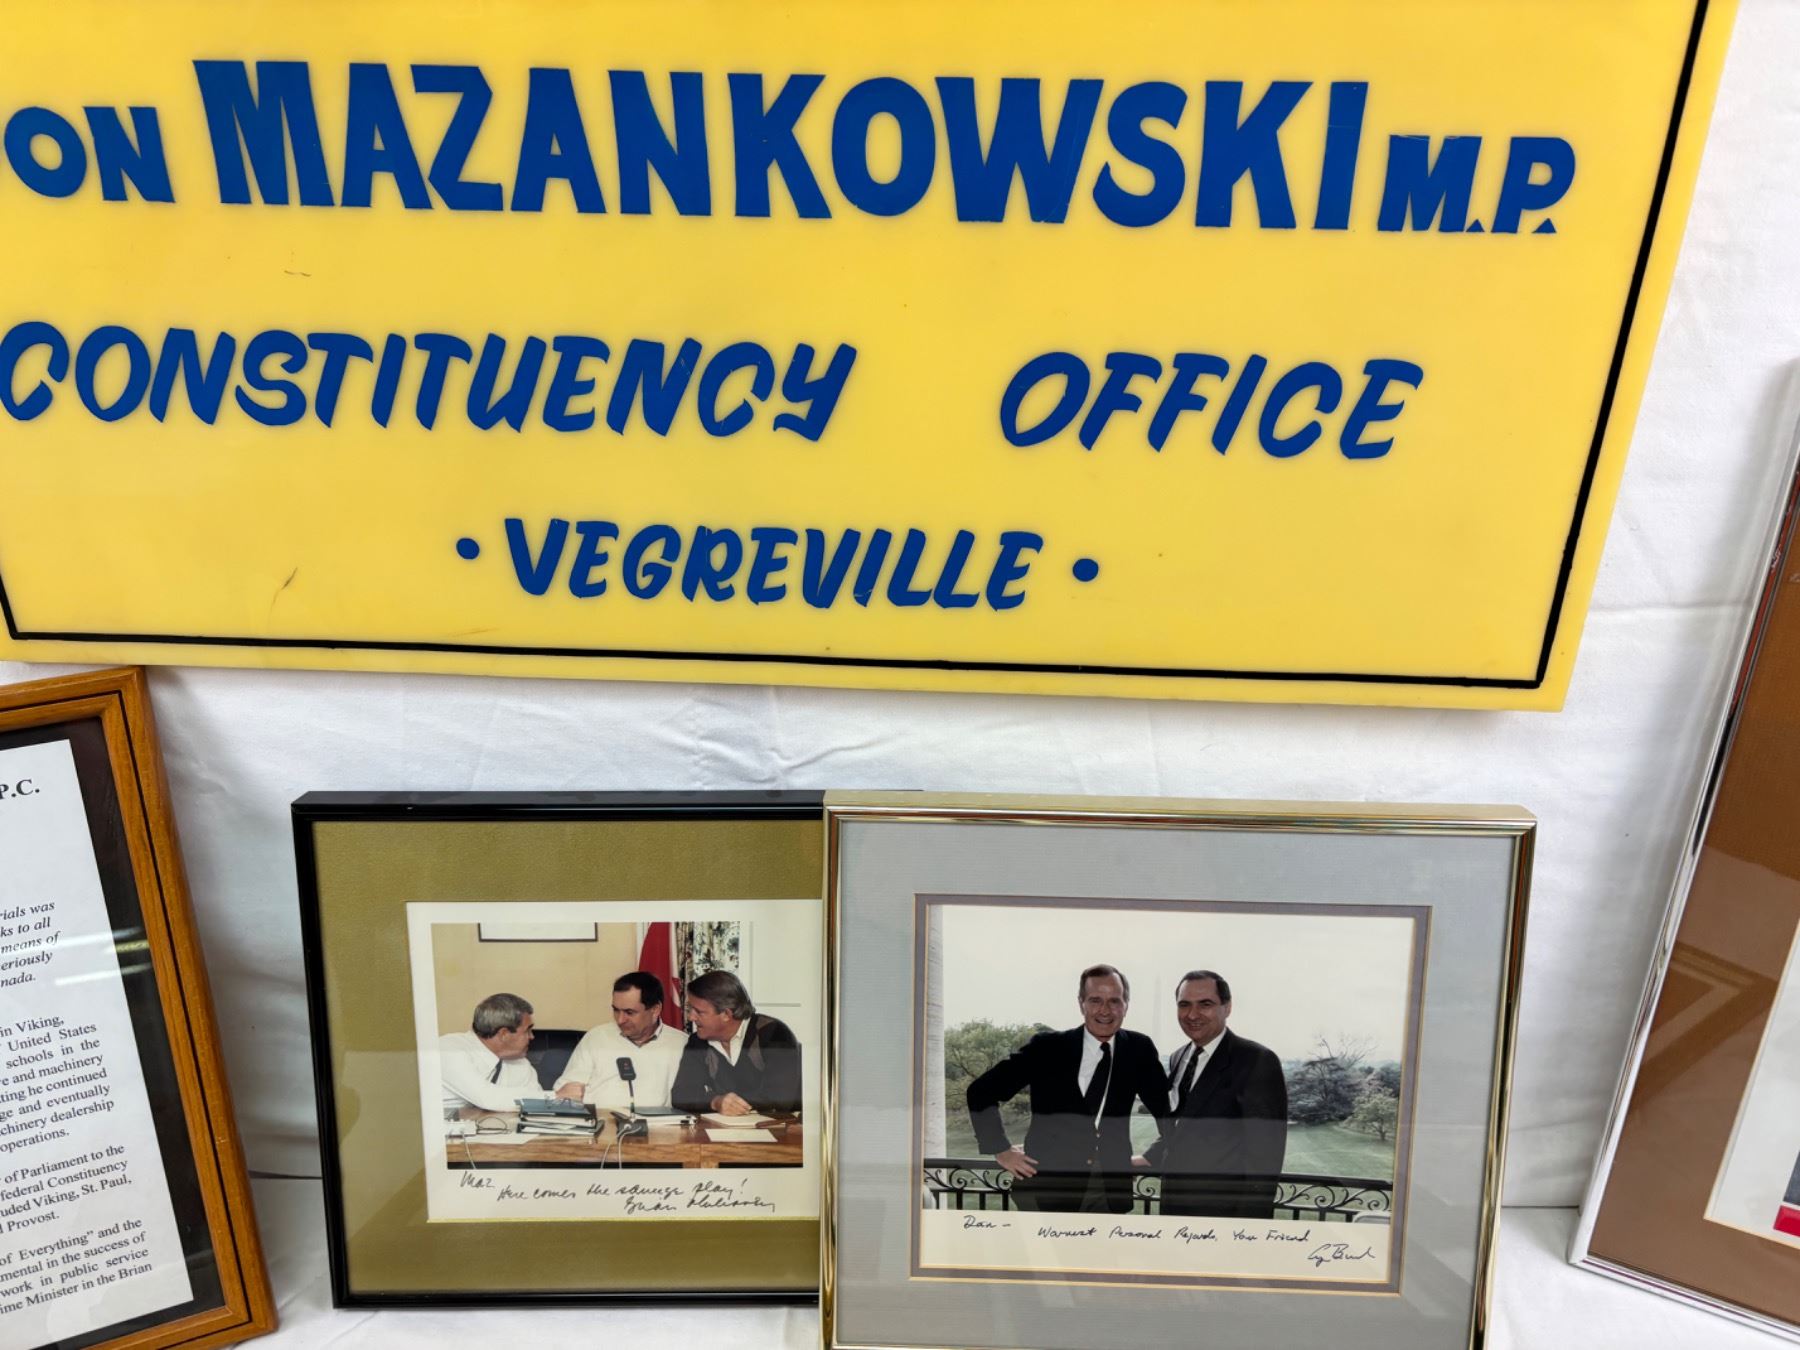 ON MAZANKOWSKI M.P.
CONSTITUENCY OFFICE
• VEGREVILLE •
P.C.
rials was
ks to all
means of
eriously
nada.
in Viking,
United States
schools in the
e and machinery
ting he continued
ge and eventually
chinery dealership
operations.
of Parliament to the
federal Constituency
uded Viking, St. Paul,
d Provost.
of Everything" and the
mental in the success of
work in public service
ime Minister in the Brian
Maz
Here comes the squeeze play!
Brian Mulroney
Don –
Warmest Personal Regards, Your Friend